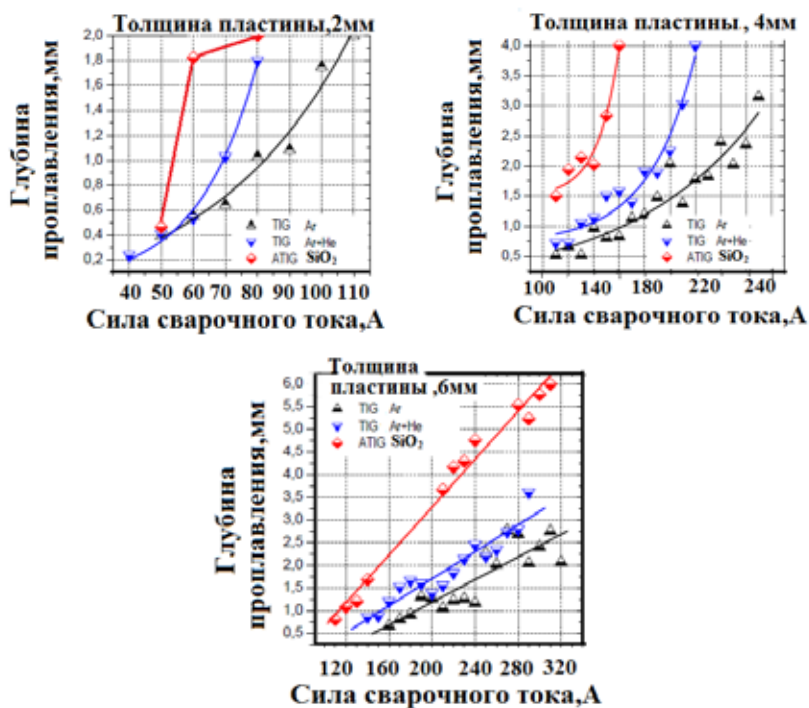 Толщина пластины,2мм
Глубина
проплавления,мм
2,0
1,8
1,6
1,4
1,2
1,0
0,8
0,6
0,4
0,2
TIG Ar
TIG Ar+He
ATIG SiO2
40 50 60 70 80 90 100 110
Сила сварочного тока,А
Толщина пластины , 4мм
Глубина
проплавления,мм
4,0
3,5
3,0
2,5
2,0
1,5
1,0
0,5
TIG Ar
TIG Ar+He
ATIG SiO2
100 140 180 220 240
Сила сварочного тока,А
Толщина
пластины ,6мм
Глубина
проплавления,мм
6,0
5,5
5,0
4,5
4,0
3,5
3,0
2,5
2,0
1,5
1,0
0,5
TIG Ar
TIG Ar+He
ATIG SiO2
120 160 200 240 280 320
Сила сварочного тока,А